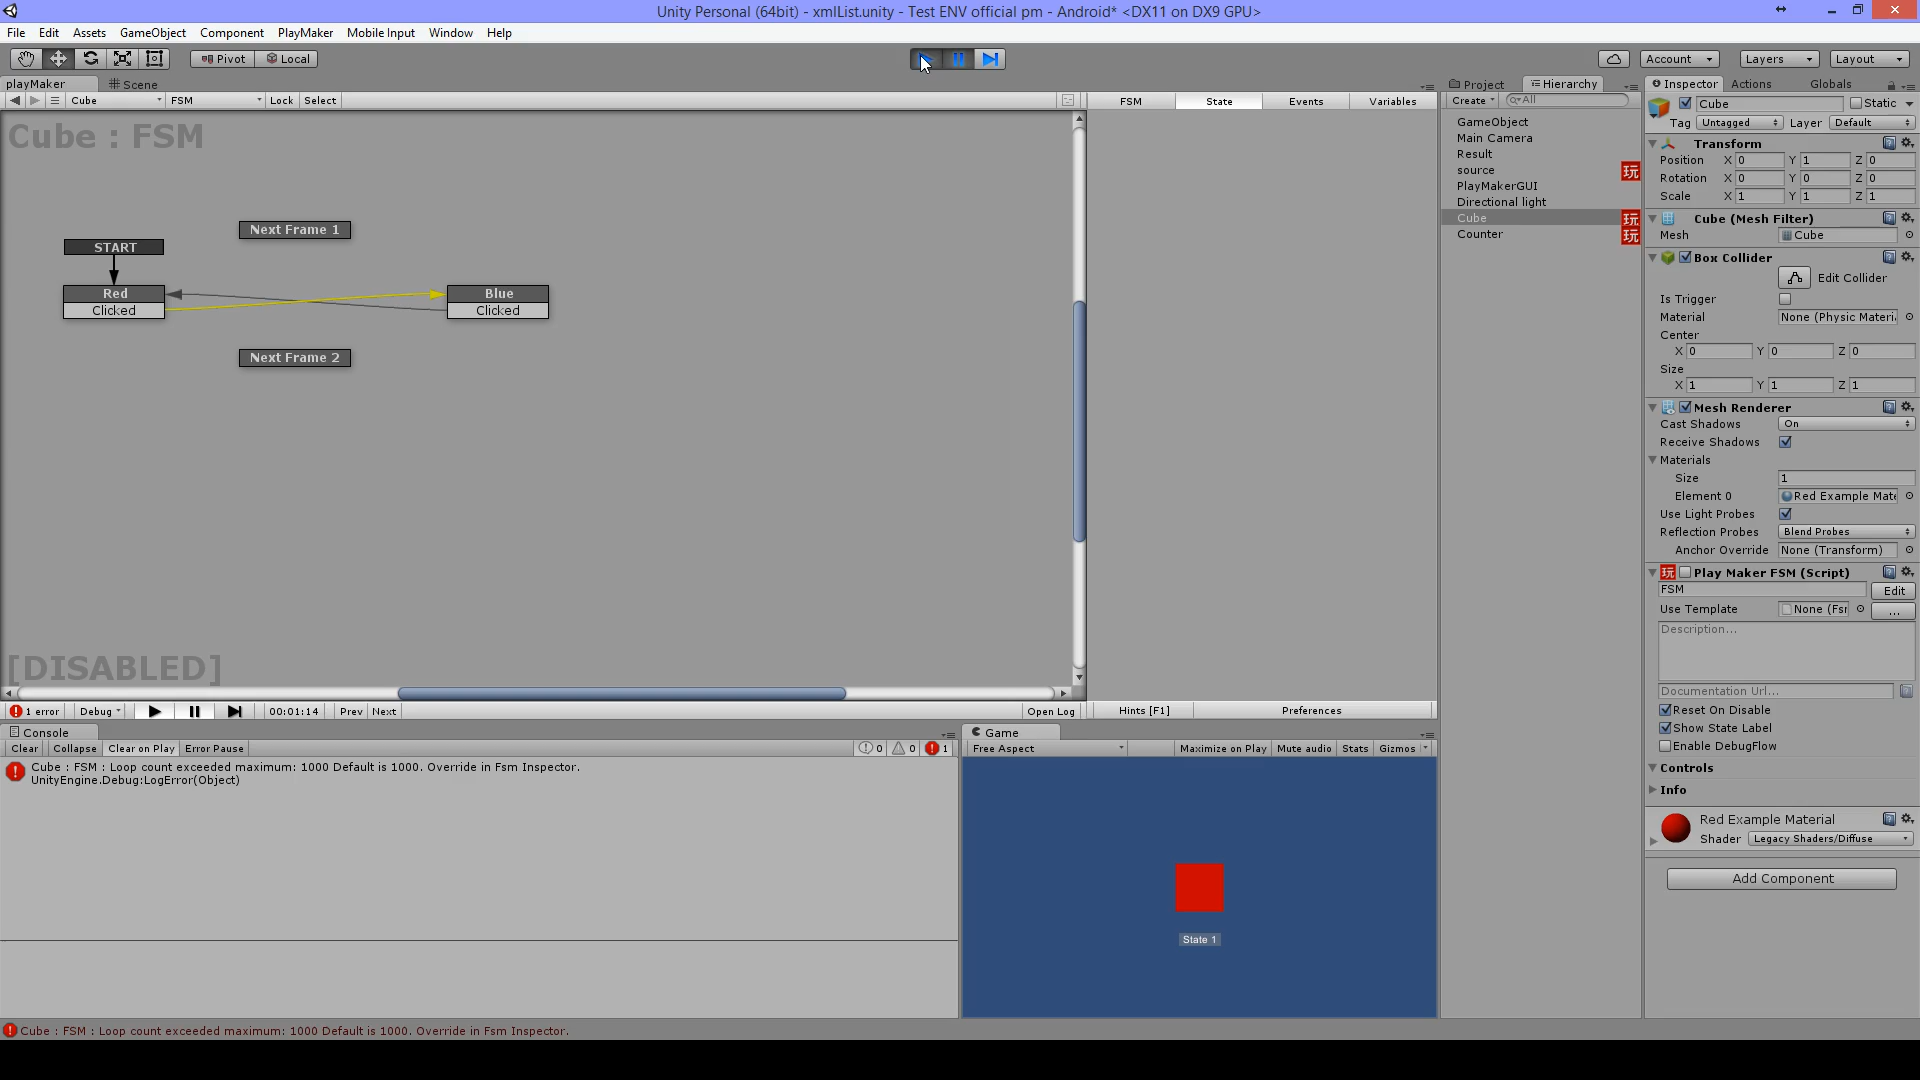 Unity Personal (64bit) - xmlList.unity - Test ENV official pm - Android* <DX11 on DX9 GPU>
File Edit Assets GameObject Component PlayMaker Mobile Input Window Help
Pivot Local
Account Layers Layout
playMaker Scene
Cube FSM Lock Select
FSM State Events Variables
Cube : FSM
START
Red
Clicked
Next Frame 1
Blue
Clicked
Next Frame 2
[DISABLED]
1 error Debug 00:01:14 Prev Next Open Log
Hints [F1] Preferences
Console
Clear Collapse Clear on Play Error Pause 0 0 1
Cube : FSM : Loop count exceeded maximum: 1000 Default is 1000. Override in Fsm Inspector.
UnityEngine.Debug:LogError(Object)
Game
Free Aspect Maximize on Play Mute audio Stats Gizmos
State 1
Project Hierarchy
Create All
GameObject
Main Camera
Result
source 玩
PlayMakerGUI
Directional light
Cube 玩
Counter 玩
Inspector Actions Globals
Cube Static
Tag Untagged Layer Default
Transform
Position X 0 Y 1 Z 0
Rotation X 0 Y 0 Z 0
Scale X 1 Y 1 Z 1
Cube (Mesh Filter)
Mesh Cube
Box Collider
Edit Collider
Is Trigger
Material None (Physic Materi
Center
X 0 Y 0 Z 0
Size
X 1 Y 1 Z 1
Mesh Renderer
Cast Shadows On
Receive Shadows
Materials
Size 1
Element 0 Red Example Mate
Use Light Probes
Reflection Probes Blend Probes
Anchor Override None (Transform)
玩 Play Maker FSM (Script)
FSM Edit
Use Template None (Fsm ...
Description...
Documentation Url...
Reset On Disable
Show State Label
Enable DebugFlow
Controls
Info
Red Example Material
Shader Legacy Shaders/Diffuse
Add Component
Cube : FSM : Loop count exceeded maximum: 1000 Default is 1000. Override in Fsm Inspector.